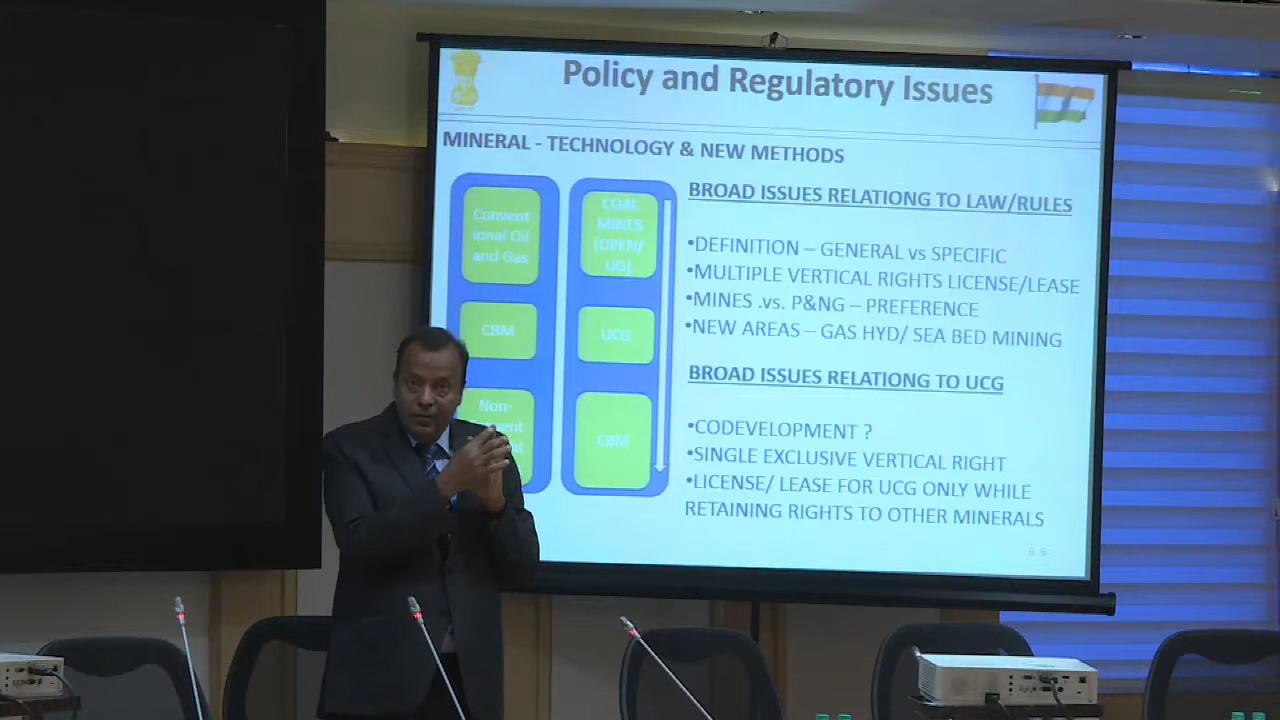 Policy and Regulatory Issues
MINERAL - TECHNOLOGY & NEW METHODS
Convent
ional Oil
and Gas
CBM
Non-
COAL
MINES
(OPEN/
UG)
UCG
CBM
BROAD ISSUES RELATIONG TO LAW/RULES
•DEFINITION – GENERAL vs SPECIFIC
•MULTIPLE VERTICAL RIGHTS LICENSE/LEASE
•MINES .vs. P&NG – PREFERENCE
•NEW AREAS – GAS HYD/ SEA BED MINING
BROAD ISSUES RELATIONG TO UCG
•CODEVELOPMENT ?
•SINGLE EXCLUSIVE VERTICAL RIGHT
•LICENSE/ LEASE FOR UCG ONLY WHILE
RETAINING RIGHTS TO OTHER MINERALS
6 6